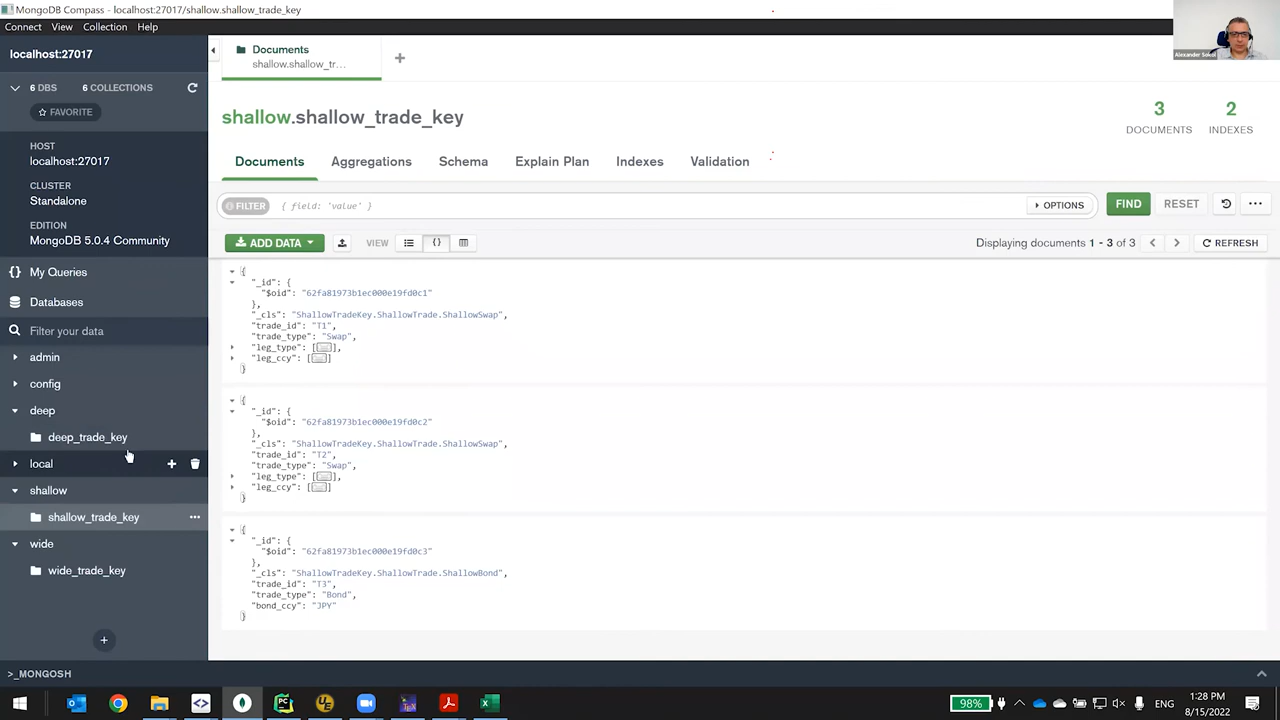 MongoDB Compass - localhost:27017/shallow.shallow_trade_key
Connect View Collection Help
localhost:27017
6 DBS 6 COLLECTIONS
FAVORITE
HOST
localhost:27017
CLUSTER
Standalone
EDITION
MongoDB 5.0.4 Community
My Queries
Databases
Filter your data
admin
config
deep
deep_trade_key
local
shallow
shallow_trade_key
wide
wide_trade_key
>_MONGOSH
Documents
shallow.shallow_tr...
shallow.shallow_trade_key
3
DOCUMENTS
2
INDEXES
Documents Aggregations Schema Explain Plan Indexes Validation
FILTER { field: 'value' } OPTIONS FIND RESET
ADD DATA VIEW {} Displaying documents 1 - 3 of 3 REFRESH
{
"_id": {
"$oid": "62fa81973b1ec000e19fd0c1"
},
"_cls": "ShallowTradeKey.ShallowTrade.ShallowSwap",
"trade_id": "T1",
"trade_type": "Swap",
"leg_type": [...],
"leg_ccy": [...]
}
{
"_id": {
"$oid": "62fa81973b1ec000e19fd0c2"
},
"_cls": "ShallowTradeKey.ShallowTrade.ShallowSwap",
"trade_id": "T2",
"trade_type": "Swap",
"leg_type": [...],
"leg_ccy": [...]
}
{
"_id": {
"$oid": "62fa81973b1ec000e19fd0c3"
},
"_cls": "ShallowTradeKey.ShallowTrade.ShallowBond",
"trade_id": "T3",
"trade_type": "Bond",
"bond_ccy": "JPY"
}
Alexander Sokol
98% ENG
1:28 PM
8/15/2022